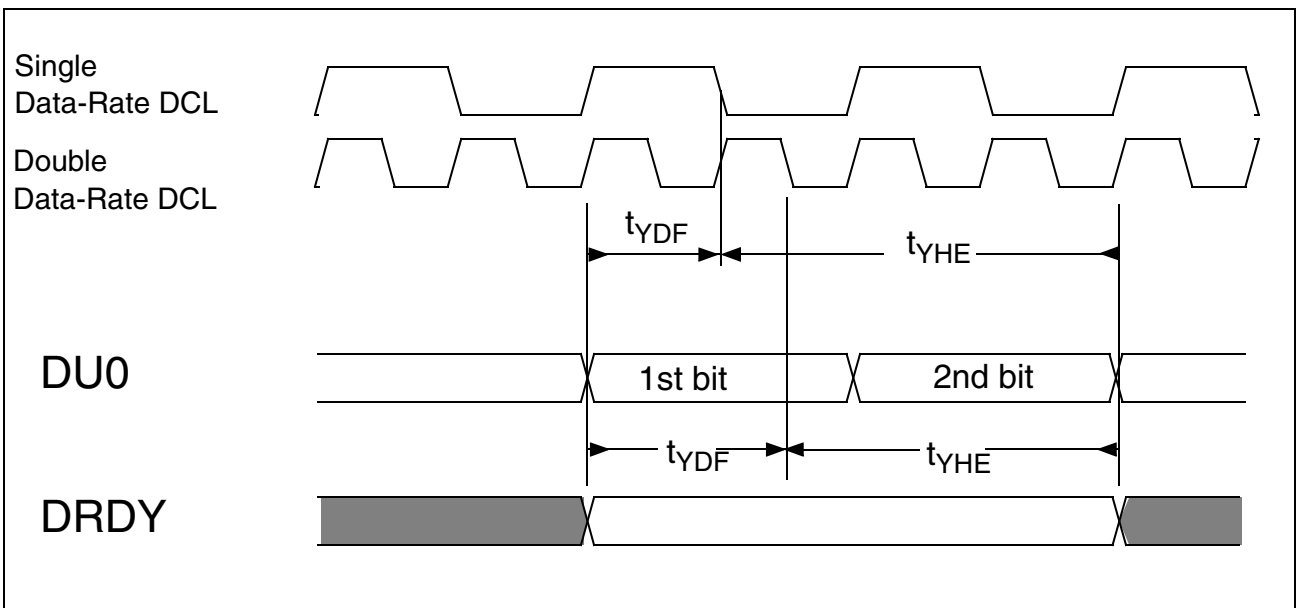 Single
Data-Rate DCL
Double
Data-Rate DCL
tYDF
tYHE
DU0
1st bit
2nd bit
tYDF
tYHE
DRDY